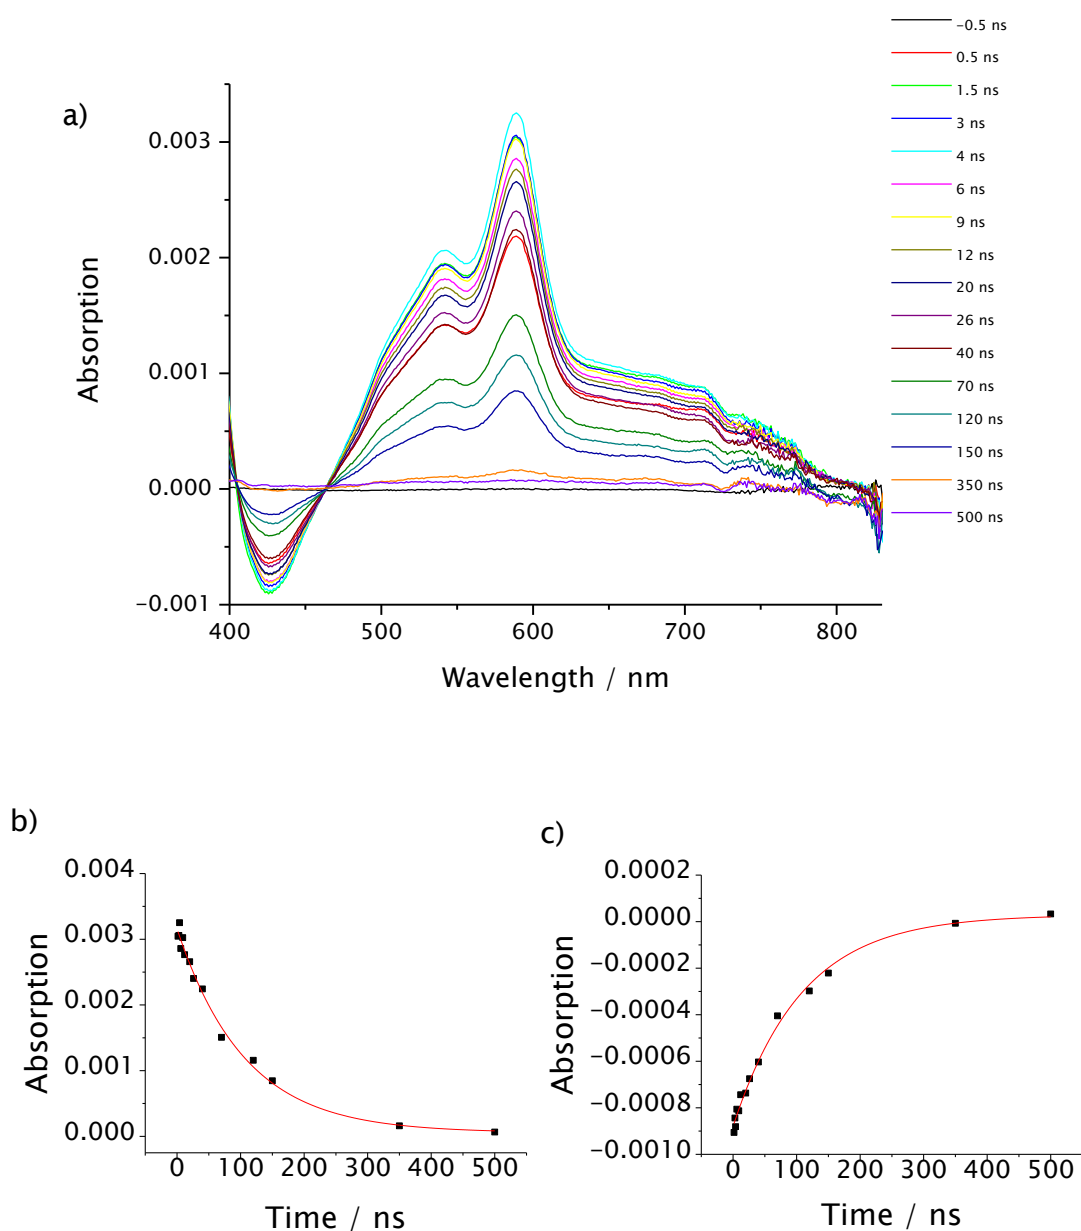 −0.5 ns
0.5 ns
1.5 ns
3 ns
4 ns
6 ns
9 ns
12 ns
20 ns
26 ns
40 ns
70 ns
120 ns
150 ns
350 ns
500 ns
a)
0.003
0.002
0.001
0.000
−0.001
Absorption
400 500 600 700 800
Wavelength / nm
b)
0.004
0.003
0.002
0.001
0.000
Absorption
0 100 200 300 400 500
Time / ns
c)
0.0002
0.0000
−0.0002
−0.0004
−0.0006
−0.0008
−0.0010
Absorption
0 100 200 300 400 500
Time / ns